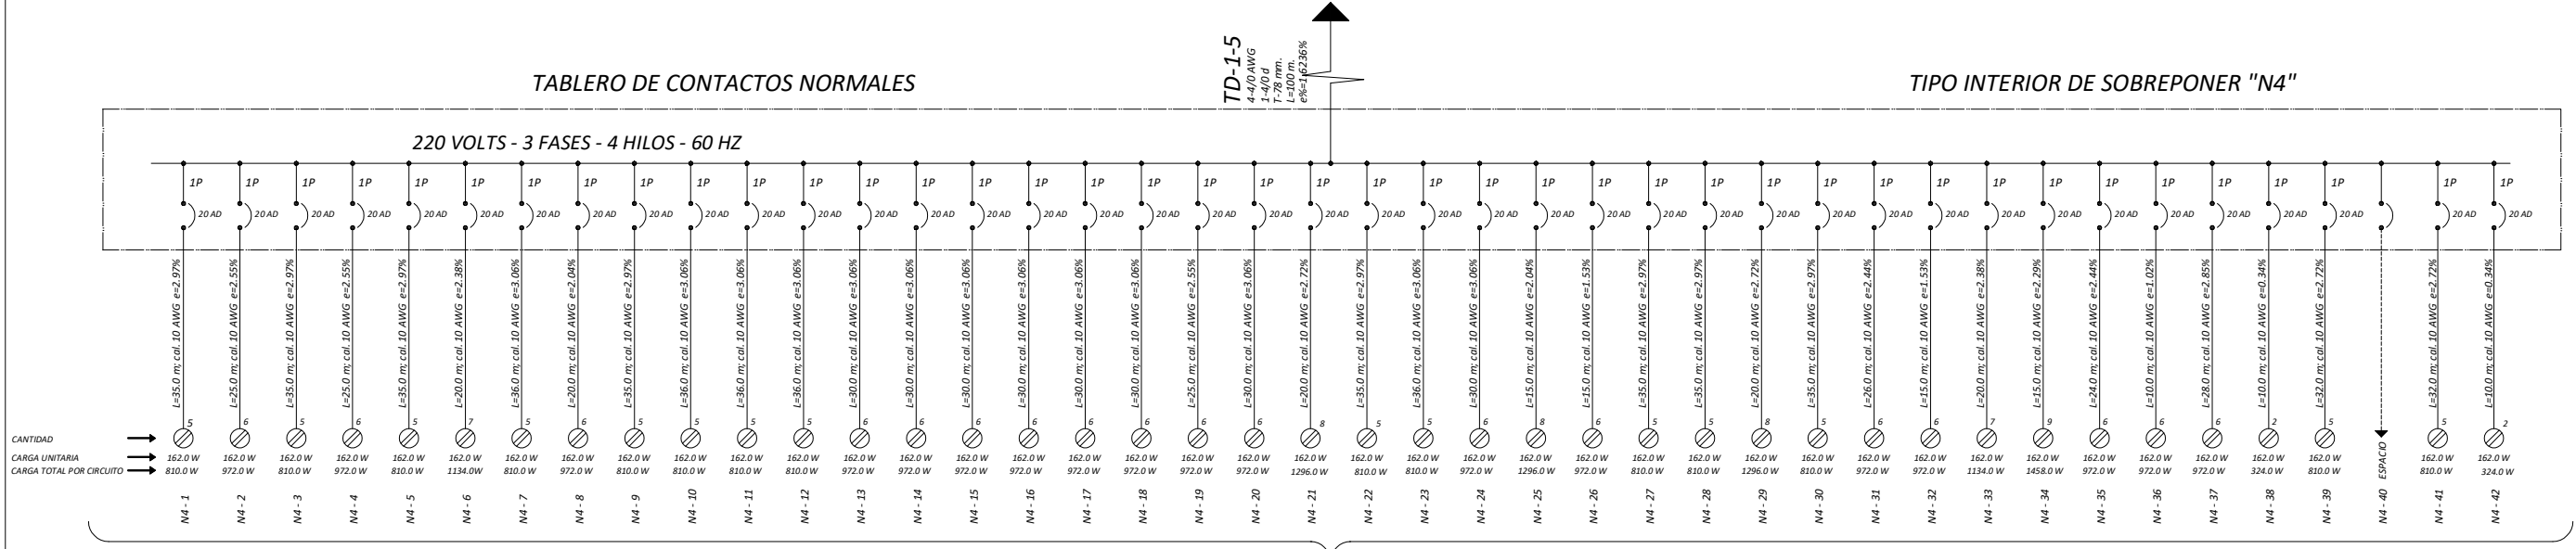 TD-1-5
4-4/0 AWG
1-4/0 d
T-78 mm.
L=100 m.
e%=1.6236%
TABLERO DE CONTACTOS NORMALES
TIPO INTERIOR DE SOBREPONER "N4"
220 VOLTS - 3 FASES - 4 HILOS - 60 HZ
1P 1P 1P 1P 1P 1P 1P 1P 1P 1P 1P 1P 1P 1P 1P 1P 1P 1P 1P 1P 1P 1P 1P 1P 1P 1P 1P 1P 1P 1P 1P 1P 1P 1P 1P 1P 1P 1P 1P 1P 1P
20 AD 20 AD 20 AD 20 AD 20 AD 20 AD 20 AD 20 AD 20 AD 20 AD 20 AD 20 AD 20 AD 20 AD 20 AD 20 AD 20 AD 20 AD 20 AD 20 AD 20 AD 20 AD 20 AD 20 AD 20 AD 20 AD 20 AD 20 AD 20 AD 20 AD 20 AD 20 AD 20 AD 20 AD 20 AD 20 AD 20 AD 20 AD 20 AD 20 AD 20 AD
L=35.0 m; cal. 10 AWG e=2.97%
L=25.0 m; cal. 10 AWG e=2.55%
L=35.0 m; cal. 10 AWG e=2.97%
L=25.0 m; cal. 10 AWG e=2.55%
L=35.0 m; cal. 10 AWG e=2.97%
L=20.0 m; cal. 10 AWG e=2.38%
L=36.0 m; cal. 10 AWG e=3.06%
L=20.0 m; cal. 10 AWG e=2.04%
L=35.0 m; cal. 10 AWG e=2.97%
L=36.0 m; cal. 10 AWG e=3.06%
L=36.0 m; cal. 10 AWG e=3.06%
L=36.0 m; cal. 10 AWG e=3.06%
L=30.0 m; cal. 10 AWG e=3.06%
L=30.0 m; cal. 10 AWG e=3.06%
L=30.0 m; cal. 10 AWG e=3.06%
L=30.0 m; cal. 10 AWG e=3.06%
L=30.0 m; cal. 10 AWG e=3.06%
L=30.0 m; cal. 10 AWG e=3.06%
L=25.0 m; cal. 10 AWG e=2.55%
L=30.0 m; cal. 10 AWG e=3.06%
L=20.0 m; cal. 10 AWG e=2.72%
L=35.0 m; cal. 10 AWG e=2.97%
L=36.0 m; cal. 10 AWG e=3.06%
L=30.0 m; cal. 10 AWG e=3.06%
L=15.0 m; cal. 10 AWG e=2.04%
L=15.0 m; cal. 10 AWG e=1.53%
L=35.0 m; cal. 10 AWG e=2.97%
L=35.0 m; cal. 10 AWG e=2.97%
L=20.0 m; cal. 10 AWG e=2.72%
L=35.0 m; cal. 10 AWG e=2.97%
L=26.0 m; cal. 10 AWG e=2.44%
L=15.0 m; cal. 10 AWG e=1.53%
L=20.0 m; cal. 10 AWG e=2.38%
L=15.0 m; cal. 10 AWG e=2.29%
L=24.0 m; cal. 10 AWG e=2.44%
L=10.0 m; cal. 10 AWG e=1.02%
L=28.0 m; cal. 10 AWG e=2.85%
L=10.0 m; cal. 10 AWG e=0.34%
L=32.0 m; cal. 10 AWG e=2.72%
L=32.0 m; cal. 10 AWG e=2.72%
L=10.0 m; cal. 10 AWG e=0.34%
CANTIDAD 5 6 5 6 5 7 5 6 5 5 5 5 6 6 6 6 6 6 6 6 8 5 5 6 8 6 5 5 8 5 6 6 7 9 6 6 6 2 5 5 2
CARGA UNITARIA 162.0 W 162.0 W 162.0 W 162.0 W 162.0 W 162.0 W 162.0 W 162.0 W 162.0 W 162.0 W 162.0 W 162.0 W 162.0 W 162.0 W 162.0 W 162.0 W 162.0 W 162.0 W 162.0 W 162.0 W 162.0 W 162.0 W 162.0 W 162.0 W 162.0 W 162.0 W 162.0 W 162.0 W 162.0 W 162.0 W 162.0 W 162.0 W 162.0 W 162.0 W 162.0 W 162.0 W 162.0 W 162.0 W 162.0 W 162.0 W 162.0 W
CARGA TOTAL POR CIRCUITO 810.0 W 972.0 W 810.0 W 972.0 W 810.0 W 1134.0W 810.0 W 972.0 W 810.0 W 810.0 W 810.0 W 810.0 W 972.0 W 972.0 W 972.0 W 972.0 W 972.0 W 972.0 W 972.0 W 972.0 W 1296.0 W 810.0 W 810.0 W 972.0 W 1296.0 W 972.0 W 810.0 W 810.0 W 1296.0 W 810.0 W 972.0 W 972.0 W 1134.0 W 1458.0 W 972.0 W 972.0 W 972.0 W 324.0 W 810.0 W 810.0 W 324.0 W
N4 - 1
N4 - 2
N4 - 3
N4 - 4
N4 - 5
N4 - 6
N4 - 7
N4 - 8
N4 - 9
N4 - 10
N4 - 11
N4 - 12
N4 - 13
N4 - 14
N4 - 15
N4 - 16
N4 - 17
N4 - 18
N4 - 19
N4 - 20
N4 - 21
N4 - 22
N4 - 23
N4 - 24
N4 - 25
N4 - 26
N4 - 27
N4 - 28
N4 - 29
N4 - 30
N4 - 31
N4 - 32
N4 - 33
N4 - 34
N4 - 35
N4 - 36
N4 - 37
N4 - 38
N4 - 39
N4 - 40 ESPACIO
N4 - 41
N4 - 42